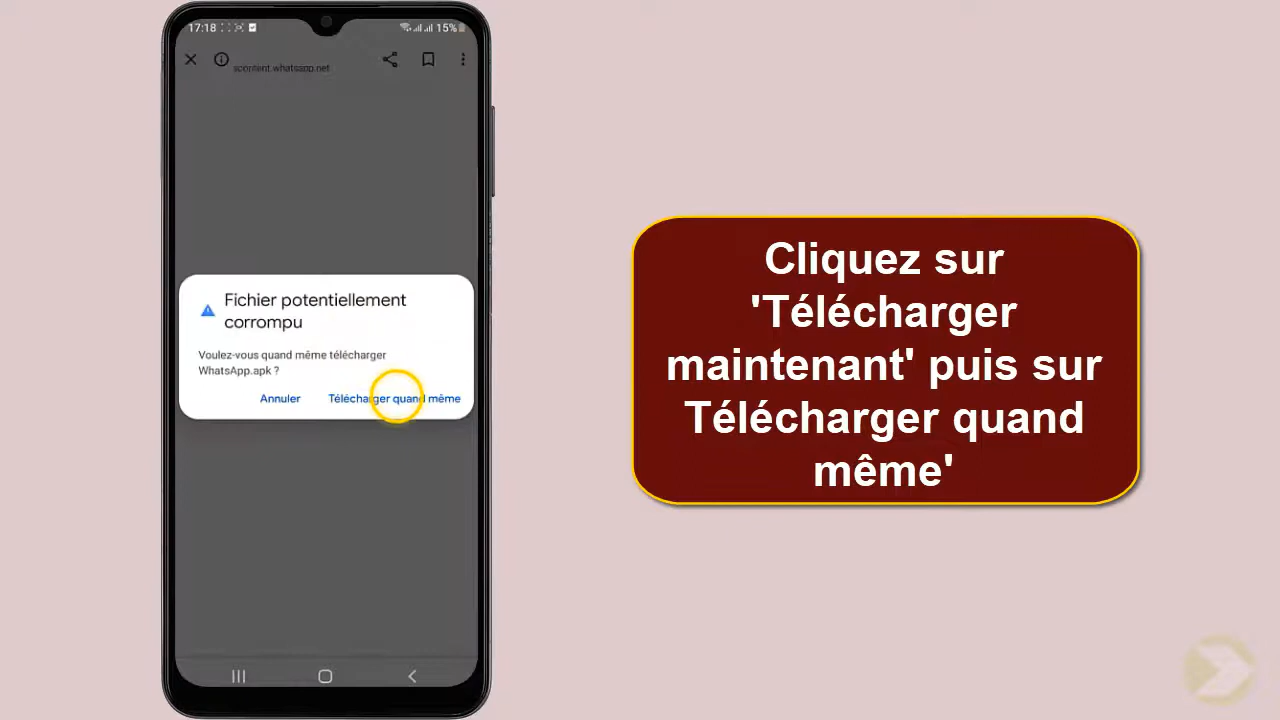 17:18
15%
scontent.whatsapp.net
Fichier potentiellement
corrompu
Voulez-vous quand même télécharger
WhatsApp.apk ?
Annuler
Télécharger quand même
Cliquez sur
'Télécharger
maintenant' puis sur
Télécharger quand
même'